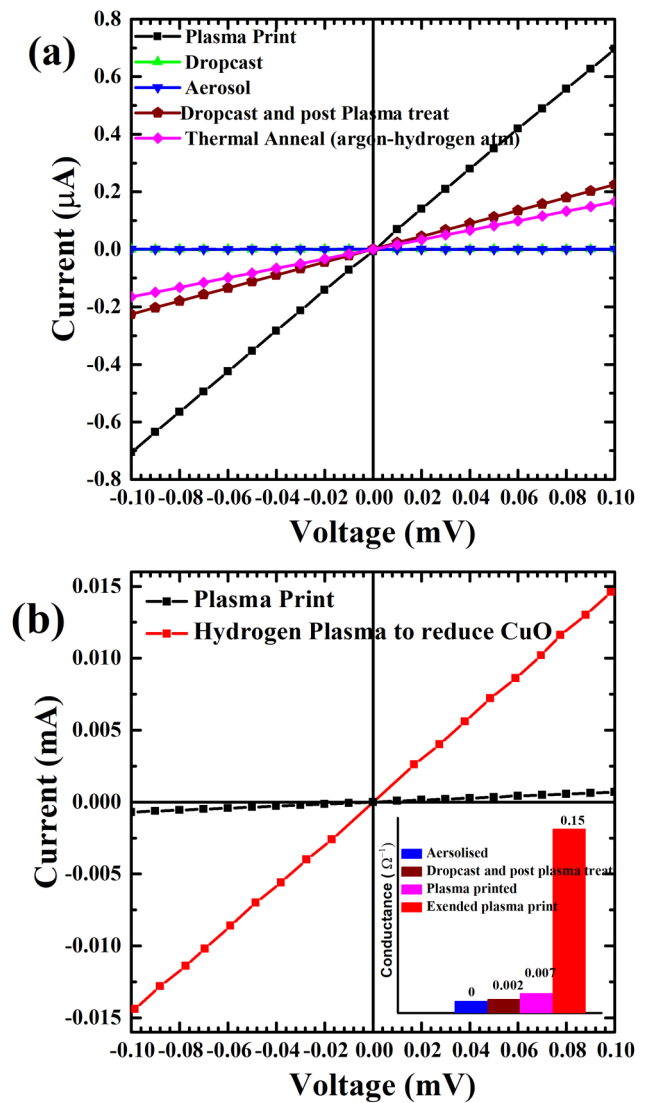 (a)
Plasma Print
Dropcast
Aerosol
Dropcast and post Plasma treat
Thermal Anneal (argon-hydrogen atm)
Current (μA)
0.8
0.6
0.4
0.2
0.0
-0.2
-0.4
-0.6
-0.8
-0.10 -0.08 -0.06 -0.04 -0.02 0.00 0.02 0.04 0.06 0.08 0.10
Voltage (mV)
(b)
Plasma Print
Hydrogen Plasma to reduce CuO
Current (mA)
0.015
0.010
0.005
0.000
-0.005
-0.010
-0.015
Conductance ( Ω⁻¹)
Aersolised
Dropcast and post plasma treat
Plasma printed
Exended plasma print
0
0.002
0.007
0.15
-0.10 -0.08 -0.06 -0.04 -0.02 0.00 0.02 0.04 0.06 0.08 0.10
Voltage (mV)